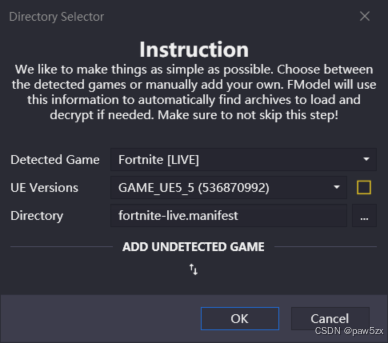 Directory Selector
Instruction
We like to make things as simple as possible. Choose between
the detected games or manually add your own. FModel will use
this information to automatically find archives to load and
decrypt if needed. Make sure to not skip this step!
Detected Game Fortnite [LIVE]
UE Versions GAME_UE5_5 (536870992)
Directory fortnite-live.manifest ...
ADD UNDETECTED GAME
OK Cancel
CSDN @paw5zx